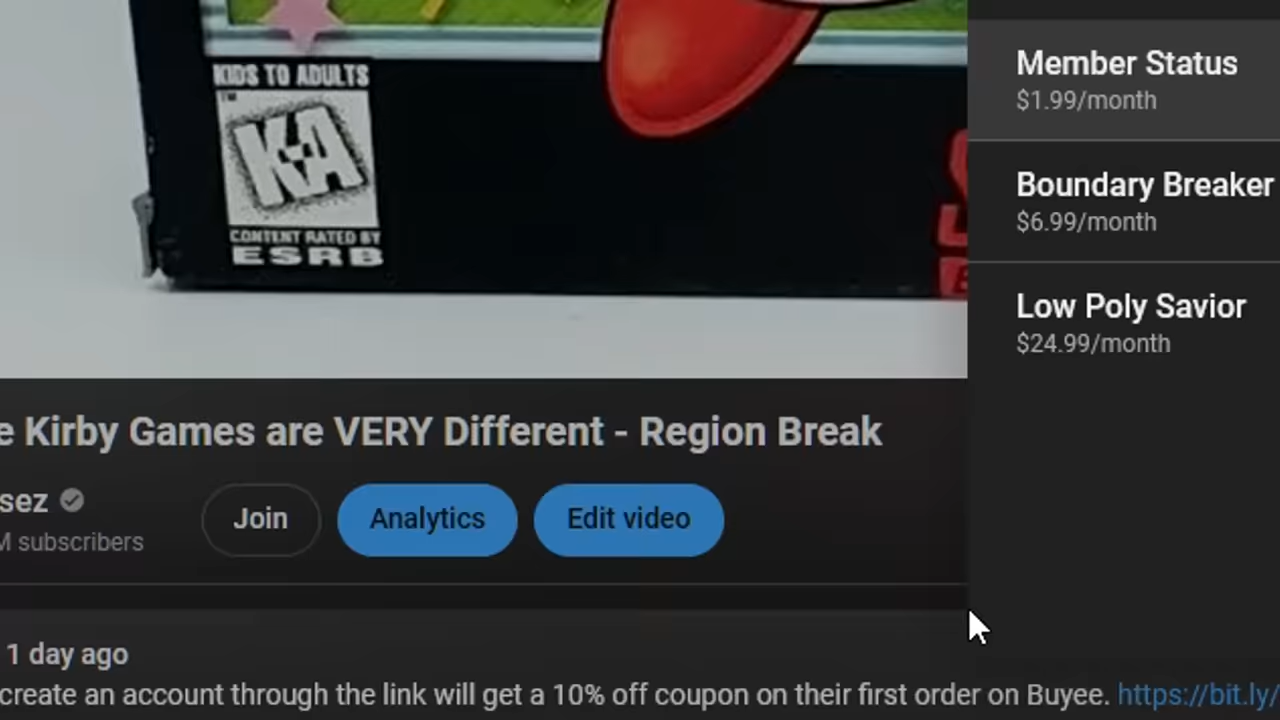 KIDS TO ADULTS
TM
KA
CONTENT RATED BY
ESRB
Member Status
$1.99/month
Boundary Breaker
$6.99/month
Low Poly Savior
$24.99/month
e Kirby Games are VERY Different - Region Break
sez
M subscribers
Join
Analytics
Edit video
1 day ago
create an account through the link will get a 10% off coupon on their first order on Buyee. https://bit.ly/